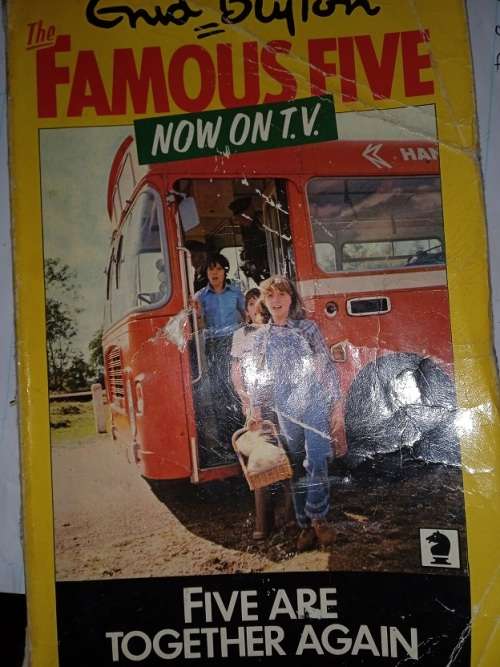 Enid Blyton
The
FAMOUS FIVE
NOW ON T.V.
HAN
FIVE ARE
TOGETHER AGAIN